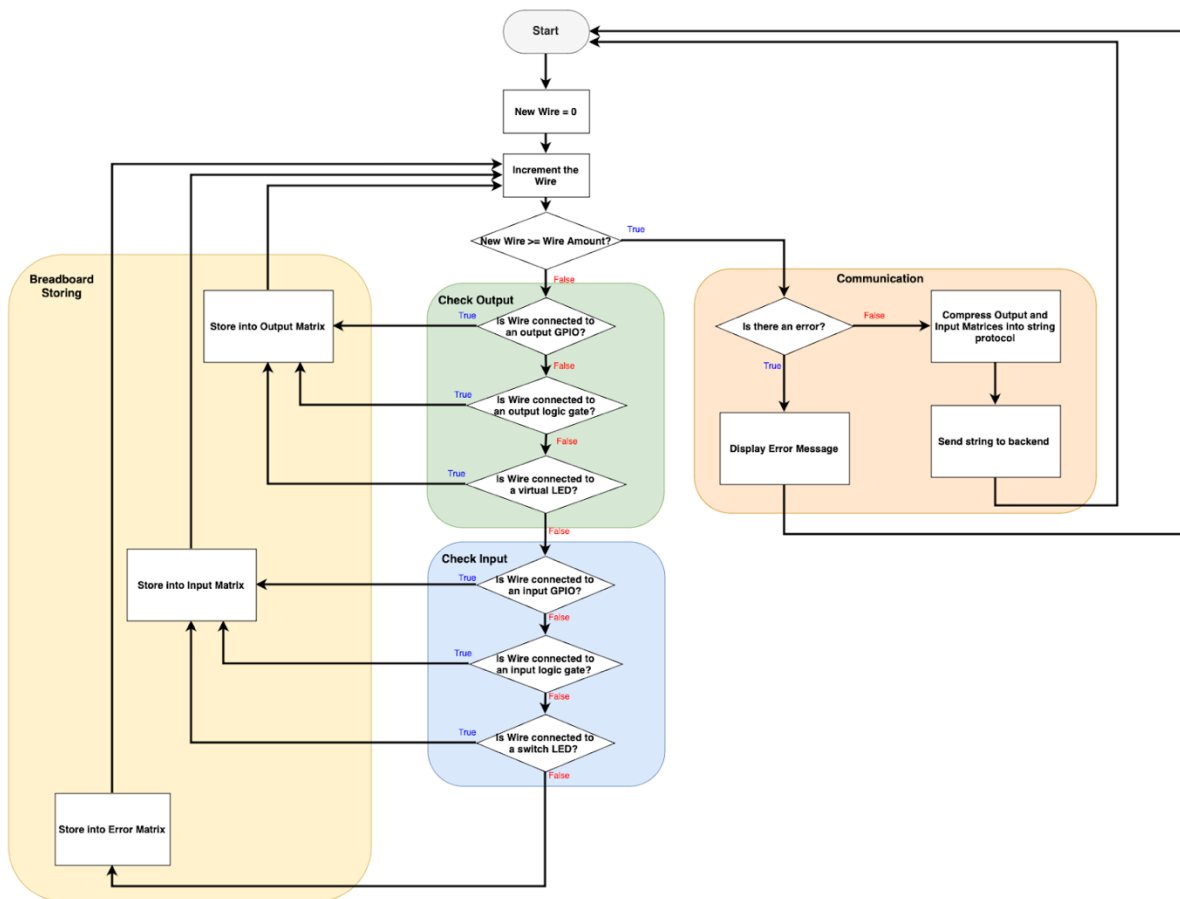 Start
New Wire = 0
Increment the
Wire
New Wire >= Wire Amount?
True
False
Breadboard
Storing
Store into Output Matrix
Store into Input Matrix
Store into Error Matrix
Check Output
Is Wire connected to
an output GPIO?
True
False
Is Wire connected to
an output logic gate?
True
False
Is Wire connected to
a virtual LED?
True
False
Check Input
Is Wire connected to
an input GPIO?
True
False
Is Wire connected to
an input logic gate?
True
False
Is Wire connected to
a switch LED?
True
False
Communication
Is there an error?
False
True
Compress Output and
Input Matrices into string
protocol
Display Error Message
Send string to backend